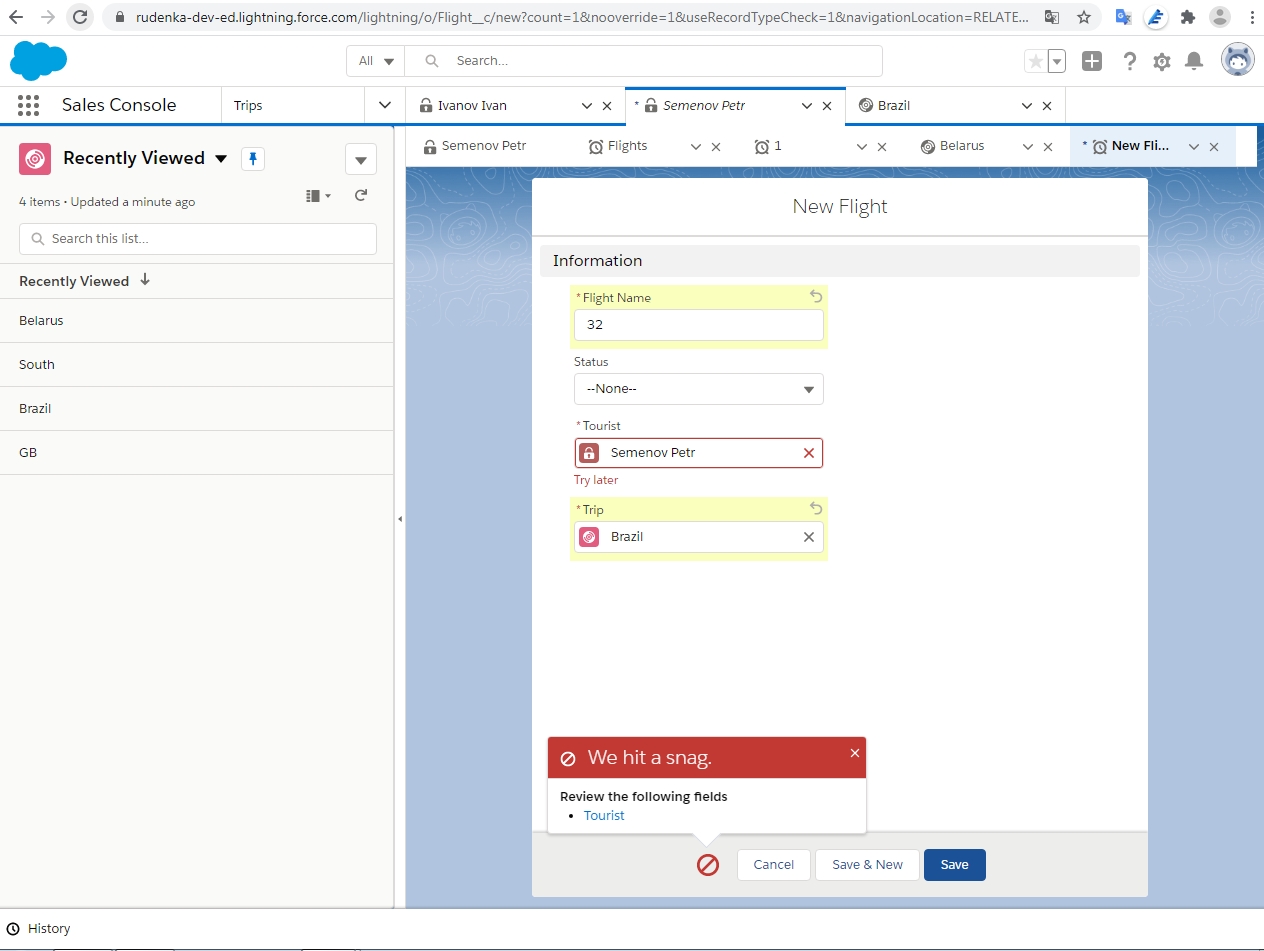 rudenka-dev-ed.lightning.force.com/lightning/o/Flight__c/new?count=1&nooverride=1&useRecordTypeCheck=1&navigationLocation=RELATE...
All Search...
Sales Console Trips Ivanov Ivan * Semenov Petr Brazil
Semenov Petr Flights 1 Belarus * New Fli...
Recently Viewed
4 items • Updated a minute ago
Search this list...
Recently Viewed
Belarus
South
Brazil
GB
New Flight
Information
* Flight Name
32
Status
--None--
* Tourist
Semenov Petr
Try later
* Trip
Brazil
We hit a snag.
Review the following fields
• Tourist
Cancel Save & New Save
History